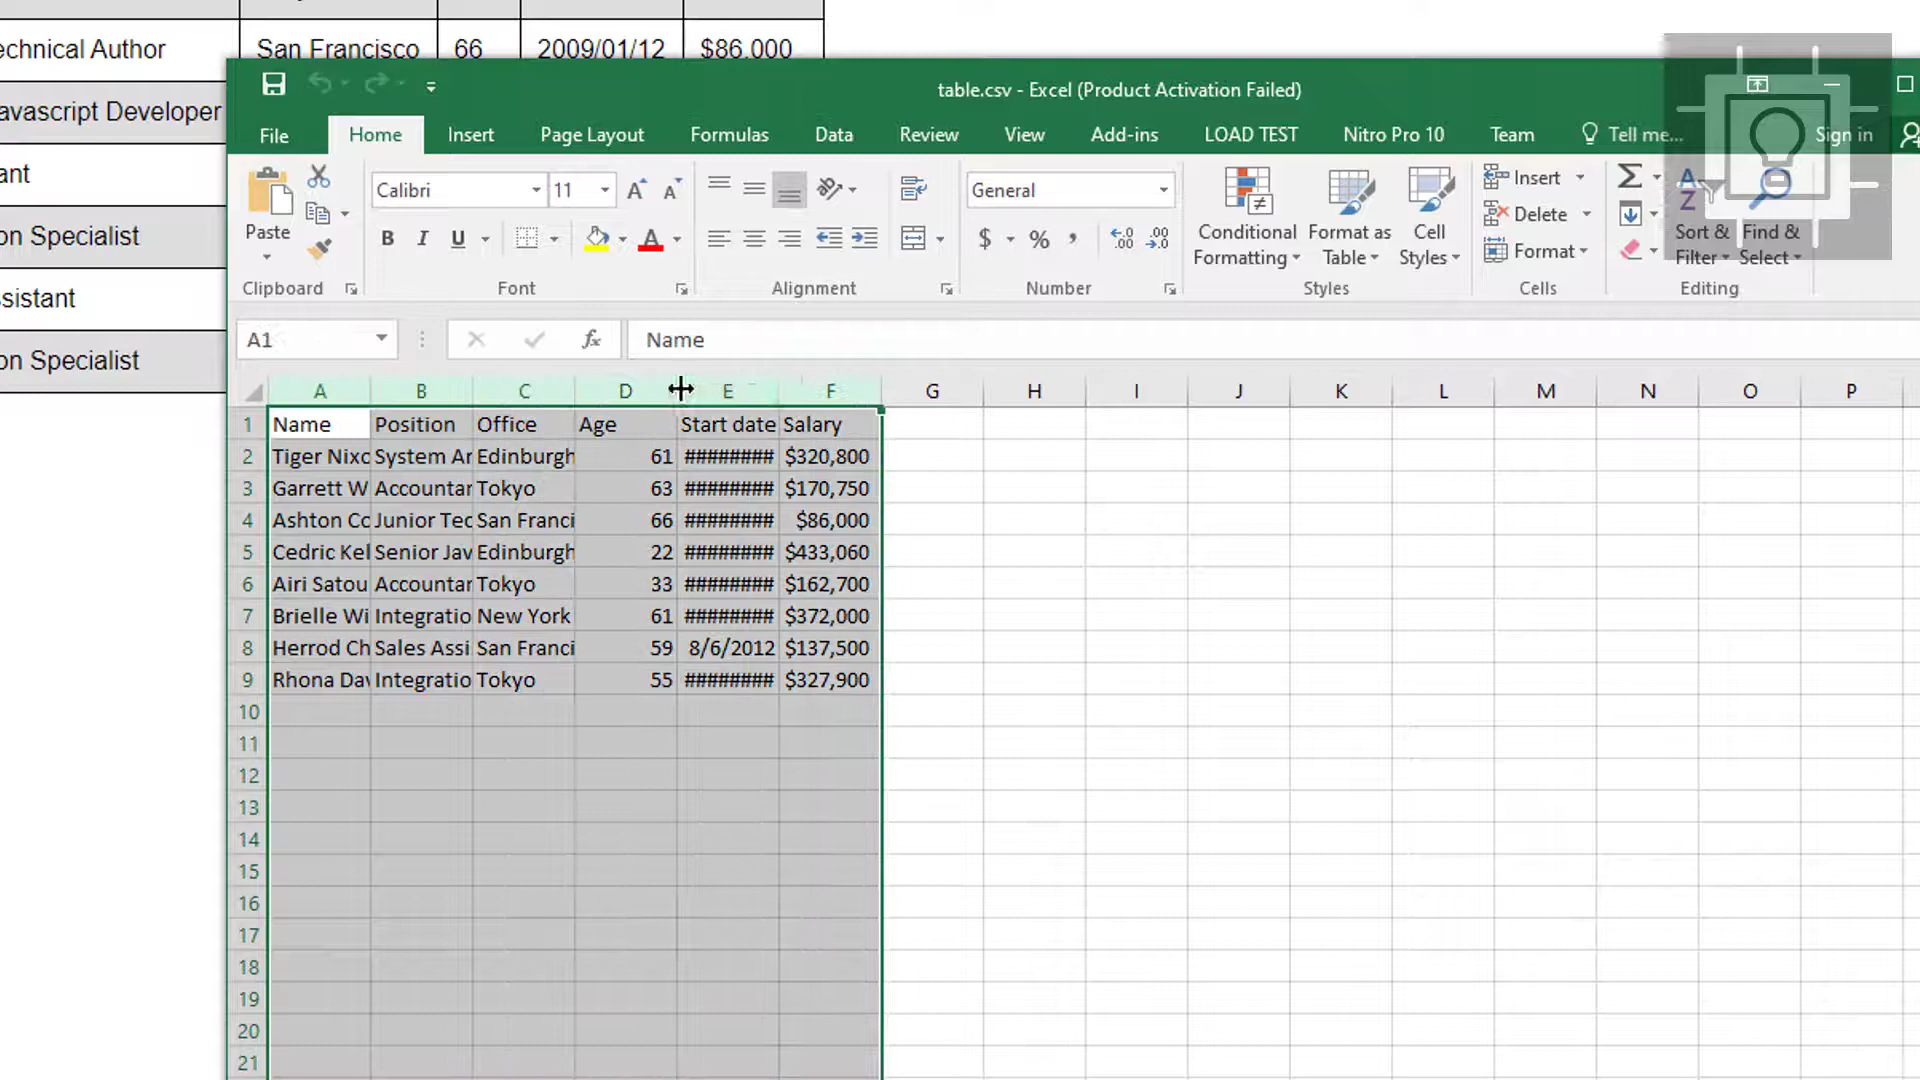 echnical Author San Francisco 66 2009/01/12 $86,000
avascript Developer
ant
on Specialist
ssistant
on Specialist
table.csv - Excel (Product Activation Failed)
File Home Insert Page Layout Formulas Data Review View Add-ins LOAD TEST Nitro Pro 10 Team Tell me... Sign in
Paste
Clipboard
Calibri 11 A A
B I U A
Font
Alignment
General
$ % , .00 .00
Number
Conditional Formatting
Format as Table
Cell Styles
Styles
Insert
Delete
Format
Cells
Sort & Filter
Find & Select
Editing
A1 fx Name
A B C D E F G H I J K L M N O P
1 Name Position Office Age Start date Salary
2 Tiger Nixo System Ar Edinburgh 61 ######## $320,800
3 Garrett W Accountar Tokyo 63 ######## $170,750
4 Ashton Co Junior Tec San Franci 66 ######## $86,000
5 Cedric Kel Senior Jav Edinburgh 22 ######## $433,060
6 Airi Satou Accountar Tokyo 33 ######## $162,700
7 Brielle Wi Integratio New York 61 ######## $372,000
8 Herrod Ch Sales Assi San Franci 59 8/6/2012 $137,500
9 Rhona Dav Integratio Tokyo 55 ######## $327,900
10
11
12
13
14
15
16
17
18
19
20
21